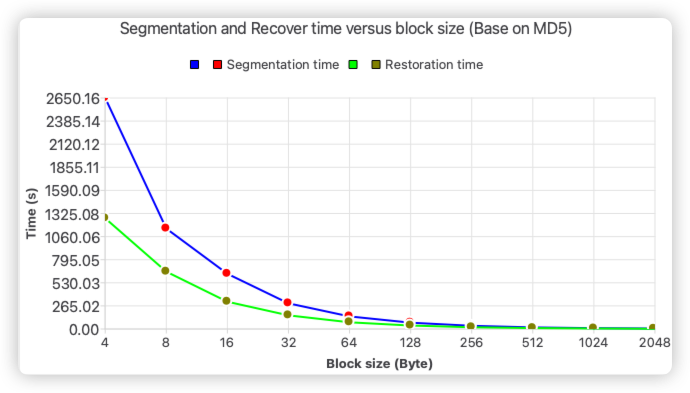 Segmentation and Recover time versus block size (Base on MD5)
Segmentation time Restoration time
2650.16
2385.14
2120.12
1855.11
1590.09
1325.08
1060.06
795.05
530.03
265.02
0.00
Time (s)
4 8 16 32 64 128 256 512 1024 2048
Block size (Byte)